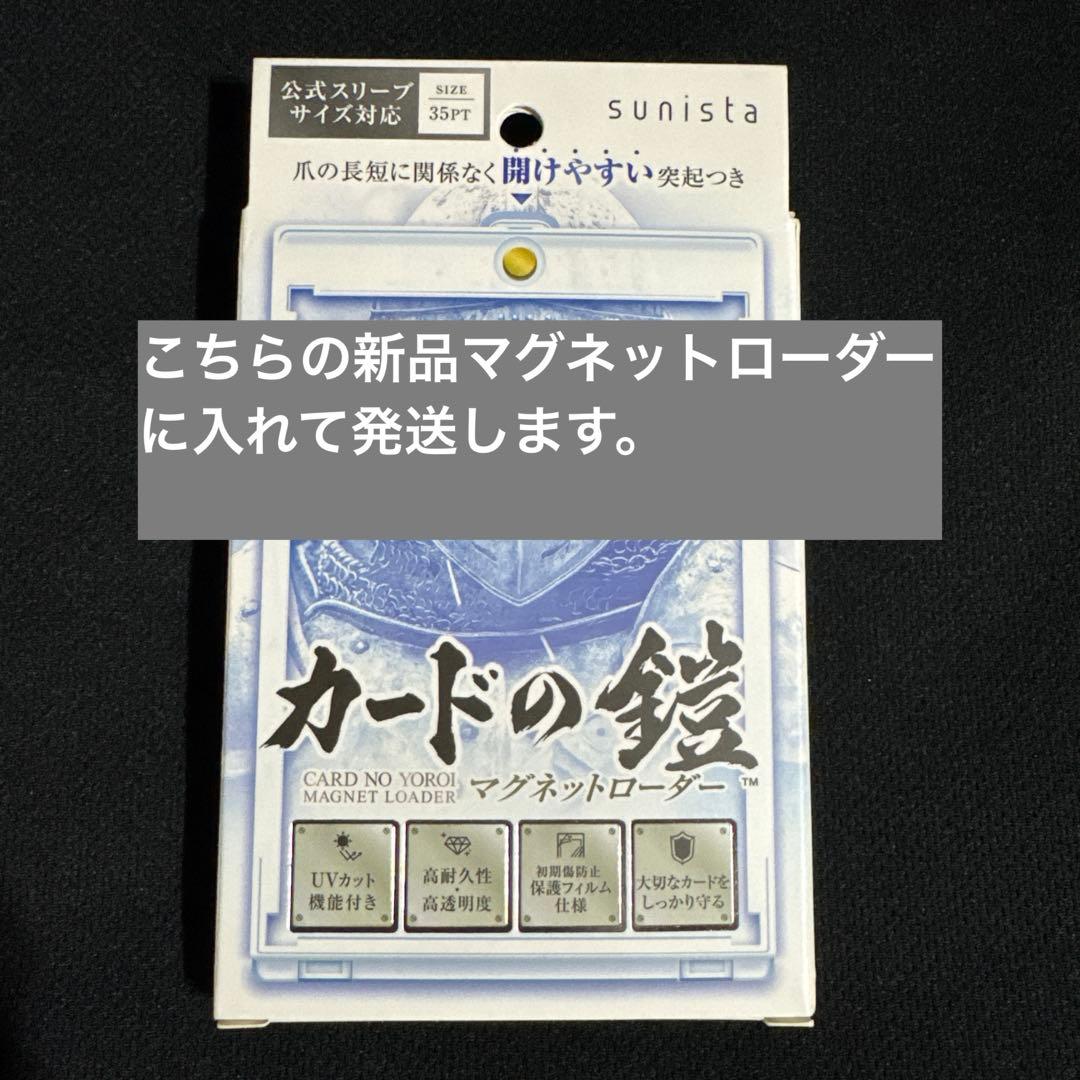 公式スリーブ
サイズ対応
SIZE
35PT
sunista
爪の長短に関係なく開けやすい突起つき
こちらの新品マグネットローダー
に入れて発送します。
カードの鎧
CARD NO YOROI
MAGNET LOADER
マグネットローダー™
UVカット
機能付き
高耐久性
・
高透明度
初期傷防止
保護フィルム
仕様
大切なカードを
しっかり守る